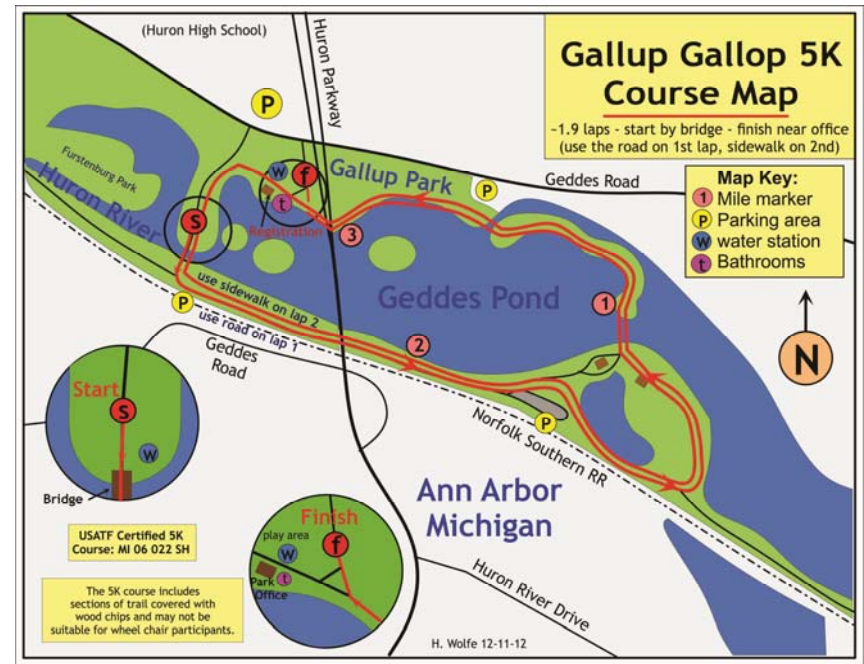 Gallup Gallop 5K
Course Map
~1.9 laps - start by bridge - finish near office
(use the road on 1st lap, sidewalk on 2nd)
Map Key:
1 Mile marker
P Parking area
w water station
t Bathrooms
N
(Huron High School)
Huron Parkway
P
Furstenburg Park
Huron River
S
w
f
t
Registration
Gallup Park
P
Geddes Road
3
1
Geddes Pond
use sidewalk on lap 2
P
use road on lap 1
2
Geddes
Road
P
Norfolk Southern RR
Ann Arbor
Michigan
Huron River Drive
Start
S
w
Bridge
USATF Certified 5K
Course: MI 06 022 SH
The 5K course includes
sections of trail covered with
wood chips and may not be
suitable for wheel chair participants.
Finish
f
play area
w
t
Park
Office
H. Wolfe 12-11-12